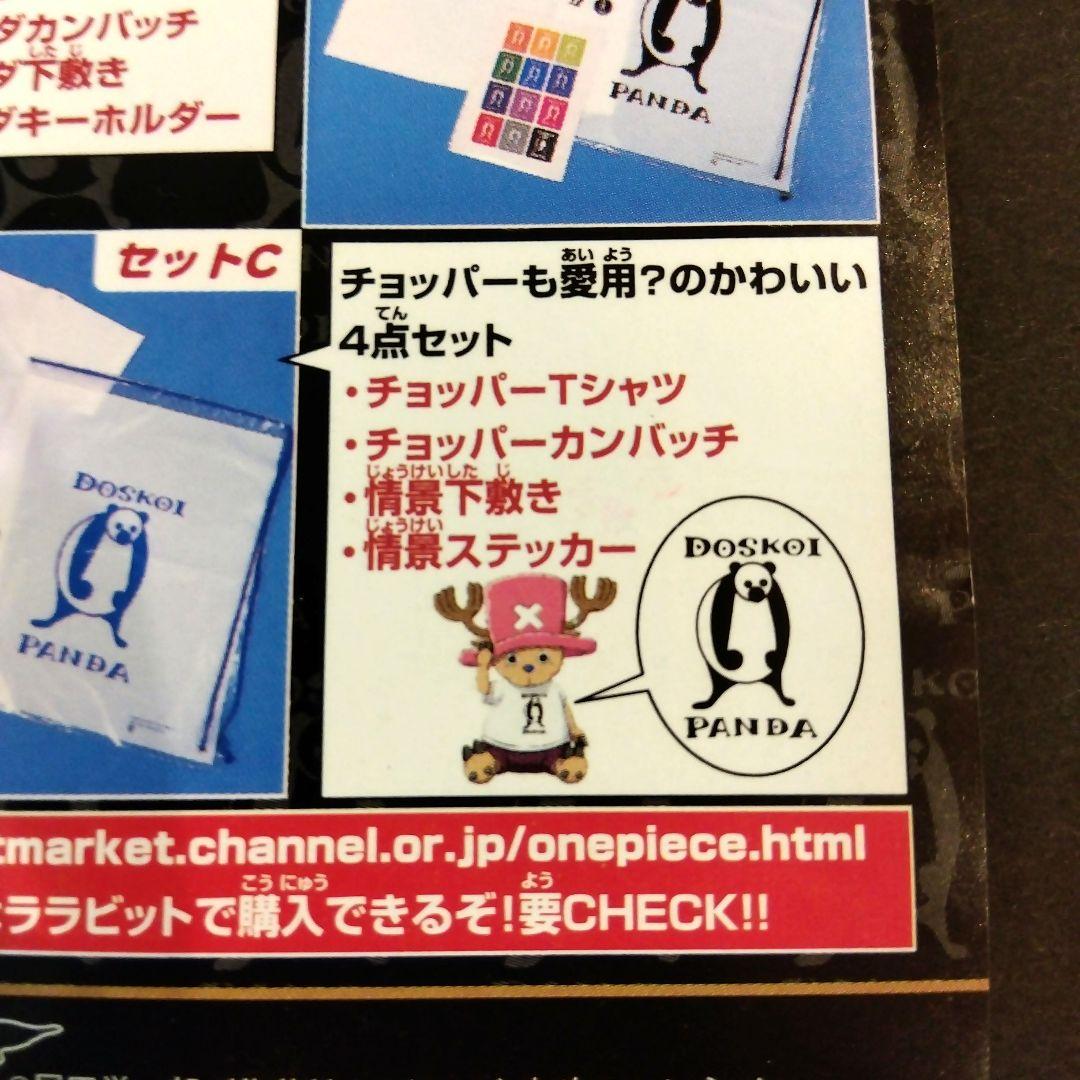 ダカンバッチ
ダ下敷き
ダキーホルダー
PANDA
セットC
チョッパーも愛用?のかわいい
4点セット
・チョッパーTシャツ
・チョッパーカンバッチ
・情景下敷き
・情景ステッカー
DOSKOI
PANDA
DOSKOI
PANDA
tmarket.channel.or.jp/onepiece.html
ララビットで購入できるぞ!要CHECK!!